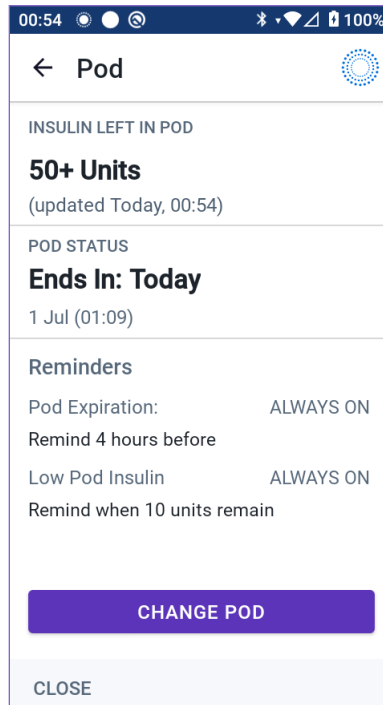 00:54 100%
Pod
INSULIN LEFT IN POD
50+ Units
(updated Today, 00:54)
POD STATUS
Ends In: Today
1 Jul (01:09)
Reminders
Pod Expiration: ALWAYS ON
Remind 4 hours before
Low Pod Insulin ALWAYS ON
Remind when 10 units remain
CHANGE POD
CLOSE